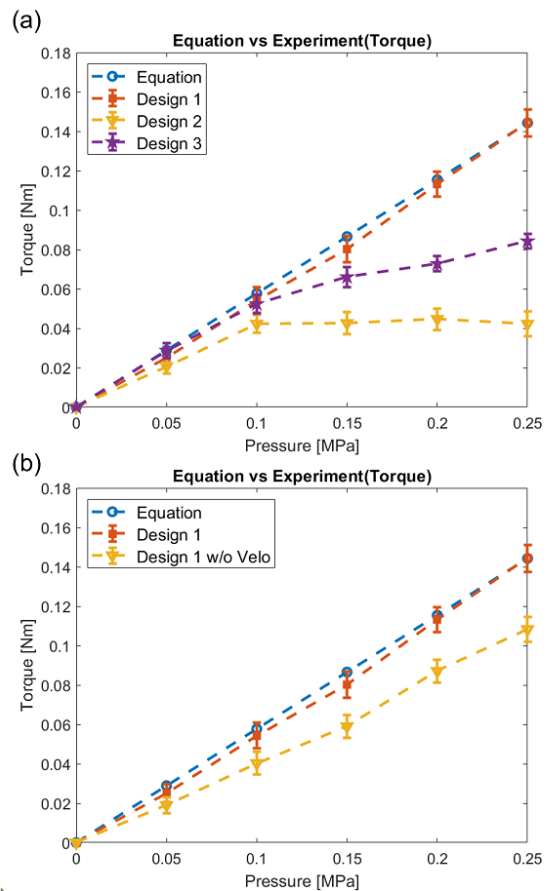 (a)
Equation vs Experiment(Torque)
0.18
0.16
0.14
0.12
0.1
0.08
0.06
0.04
0.02
0
Torque [Nm]
Equation
Design 1
Design 2
Design 3
0 0.05 0.1 0.15 0.2 0.25
Pressure [MPa]
(b)
Equation vs Experiment(Torque)
0.18
0.16
0.14
0.12
0.1
0.08
0.06
0.04
0.02
0
Torque [Nm]
Equation
Design 1
Design 1 w/o Velo
0 0.05 0.1 0.15 0.2 0.25
Pressure [MPa]